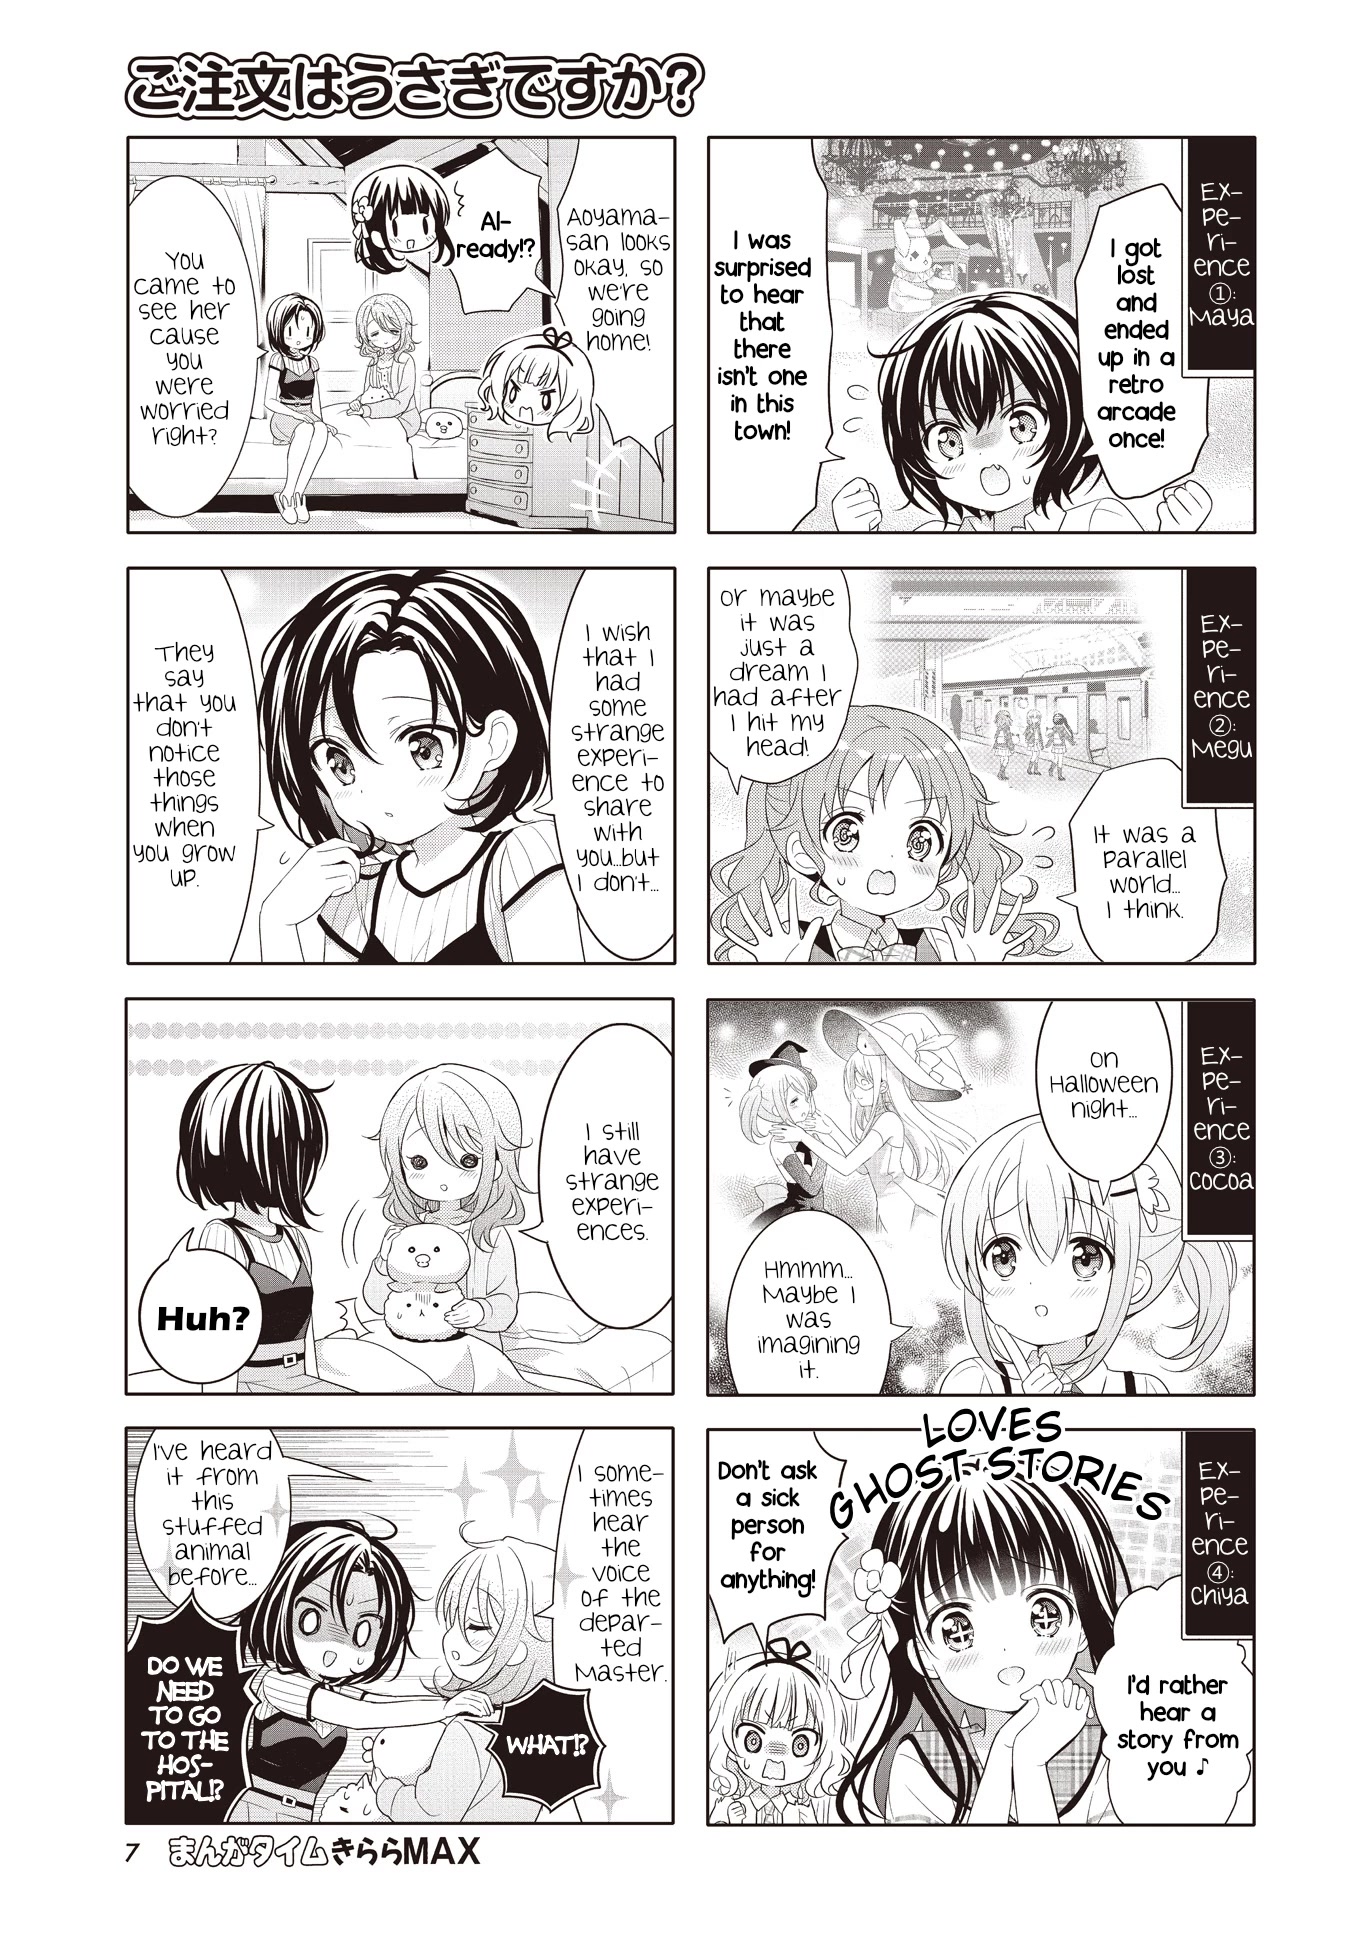 ご注文はうさぎですか?
Ex-
pe-
ri-
ence
①:
Maya
I got
lost
and
ended
up in a
retro
arcade
once!
I was
surprised
to hear
that
there
isn't one
in this
town!
Ex-
pe-
ri-
ence
②:
Megu
It was a
parallel
world...
I think.
Or maybe
it was
just a
dream I
had after
I hit my
head!
Ex-
pe-
ri-
ence
③:
Cocoa
On
Halloween
night...
Hmmm...
Maybe I
was
imagining
it.
Ex-
pe-
ri-
ence
④:
Chiya
LOVES
GHOST STORIES
I'd rather
hear a
story from
you ♪
Don't ask
a sick
person
for
anything!
Aoyama-
san looks
okay, so
we're
going
home!
Al-
ready!?
You
came to
see her
cause
you
were
worried
right?
I wish
that I
had
some
strange
experi-
ence to
share
with
you...but
I don't...
They
say
that you
don't
notice
those
things
when
you grow
up.
I still
have
strange
experi-
ences.
Huh?
I some-
times
hear
the
voice
of the
depar-
ted
Master.
I've heard
it from
this
stuffed
animal
before...
WHAT!?
DO WE
NEED
TO GO
TO THE
HOS-
PITAL!?
7 まんがタイムきららMAX